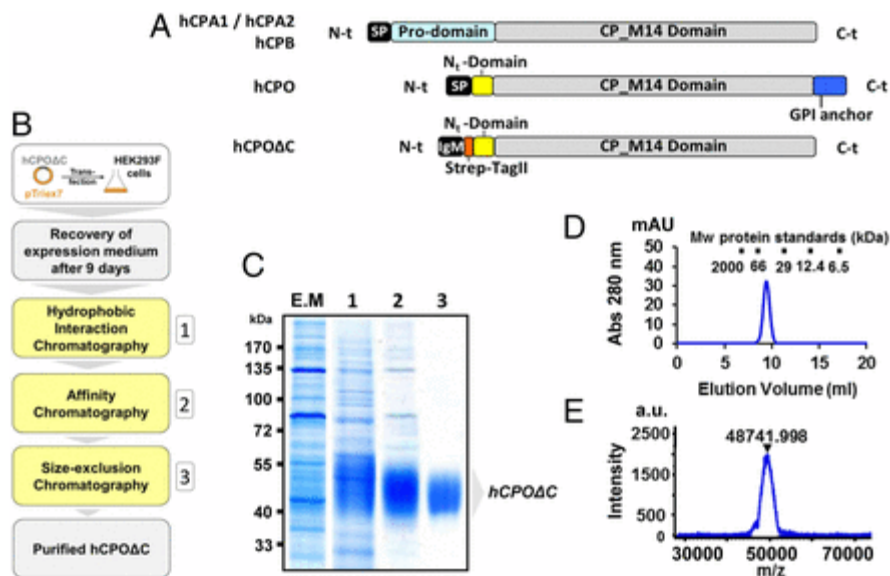 A
hCPA1 / hCPA2
hCPB
N-t
SP
Pro-domain
CP_M14 Domain
C-t
Nt-Domain
hCPO
N-t
SP
CP_M14 Domain
C-t
GPI anchor
Nt-Domain
hCPOΔC
N-t
IgM
CP_M14 Domain
C-t
Strep-TagII
B
hCPOΔC
pTriex7
Trans-
fection
HEK293F
cells
Recovery of
expression medium
after 9 days
Hydrophobic
Interaction
Chromatography
1
Affinity
Chromatography
2
Size-exclusion
Chromatography
3
Purified hCPOΔC
C
E.M 1 2 3
kDa
170
135
100
72
55
40
33
hCPOΔC
D
mAU
Abs 280 nm
50
40
30
20
10
0
Mw protein standards (kDa)
2000 66 29 12.4 6.5
0 5 10 15 20
Elution Volume (ml)
E
a.u.
Intensity
2500
1500
500
0
48741.998
30000 50000 70000
m/z